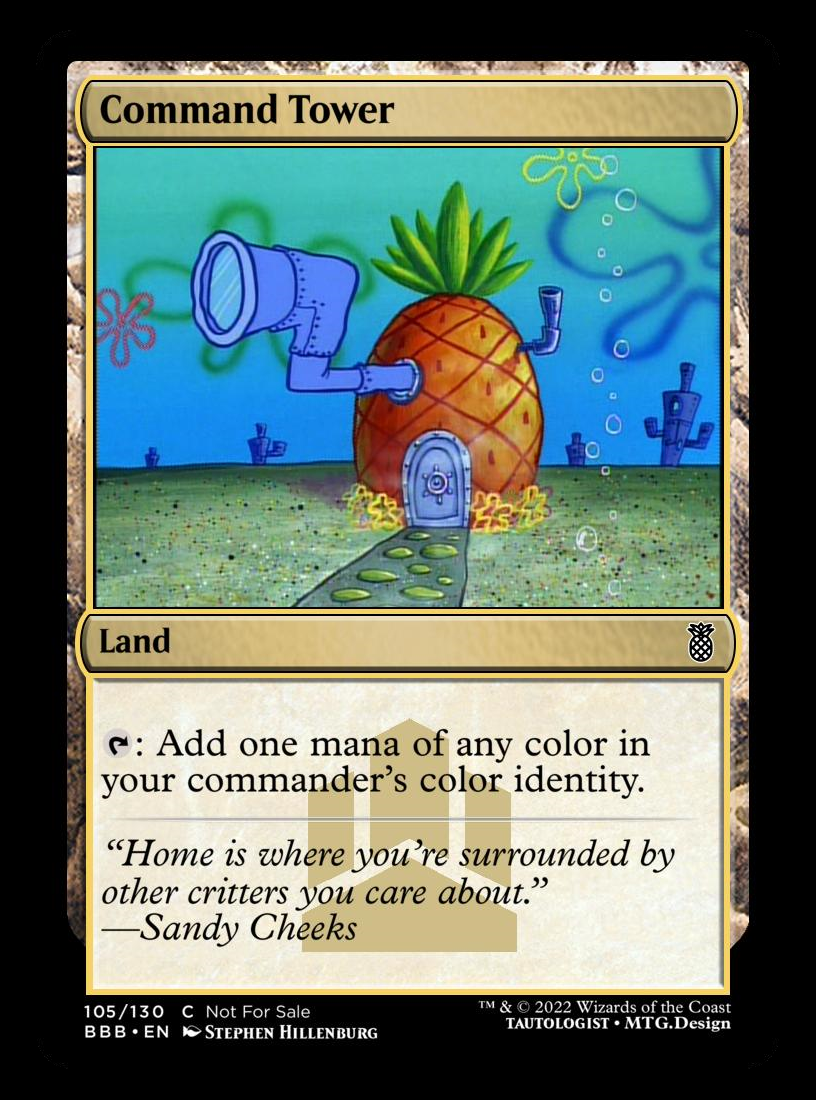 Command Tower
Land
: Add one mana of any color in
your commander's color identity.
“Home is where you're surrounded by
other critters you care about.”
—Sandy Cheeks
105/130 C Not For Sale
BBB • EN STEPHEN HILLENBURG
™ & © 2022 Wizards of the Coast
TAUTOLOGIST • MTG.Design